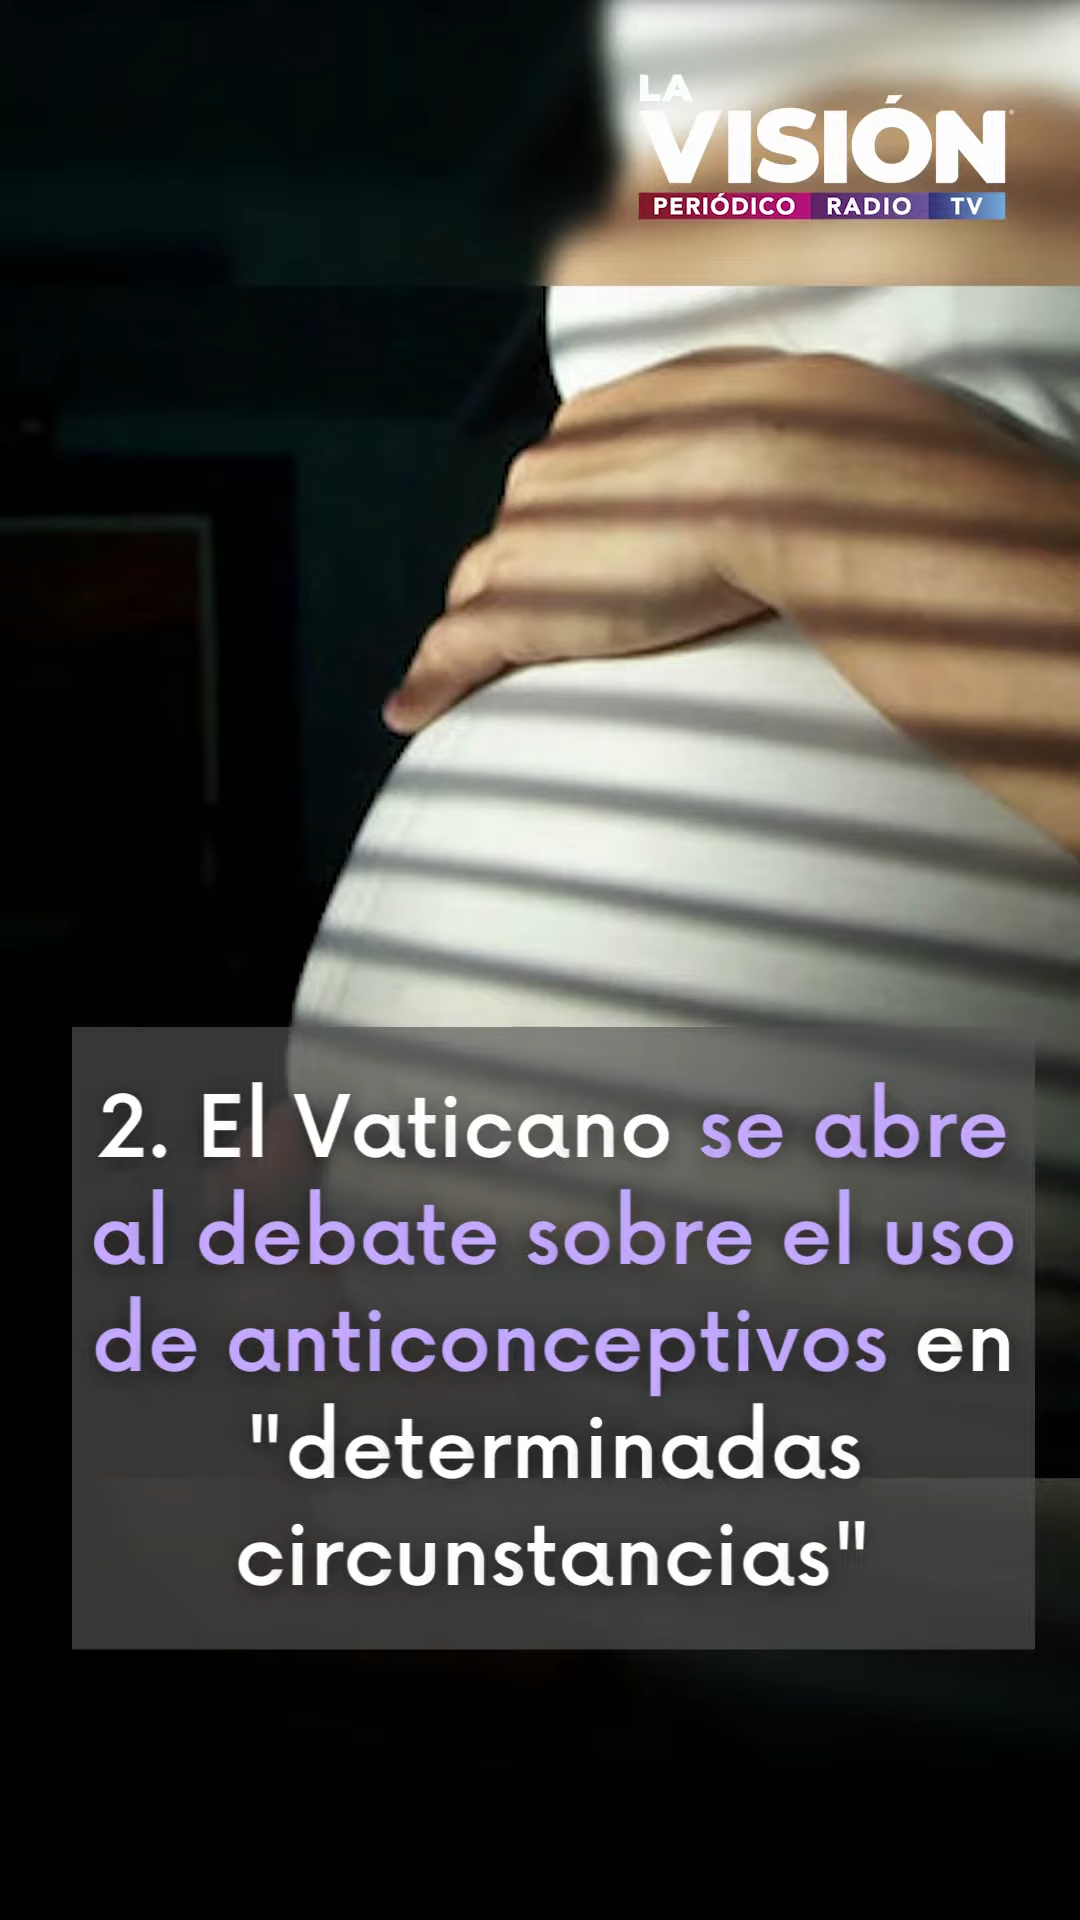 LA
VISIÓN
PERIÓDICO RADIO TV
2. El Vaticano se abre
al debate sobre el uso
de anticonceptivos en
"determinadas
circunstancias"